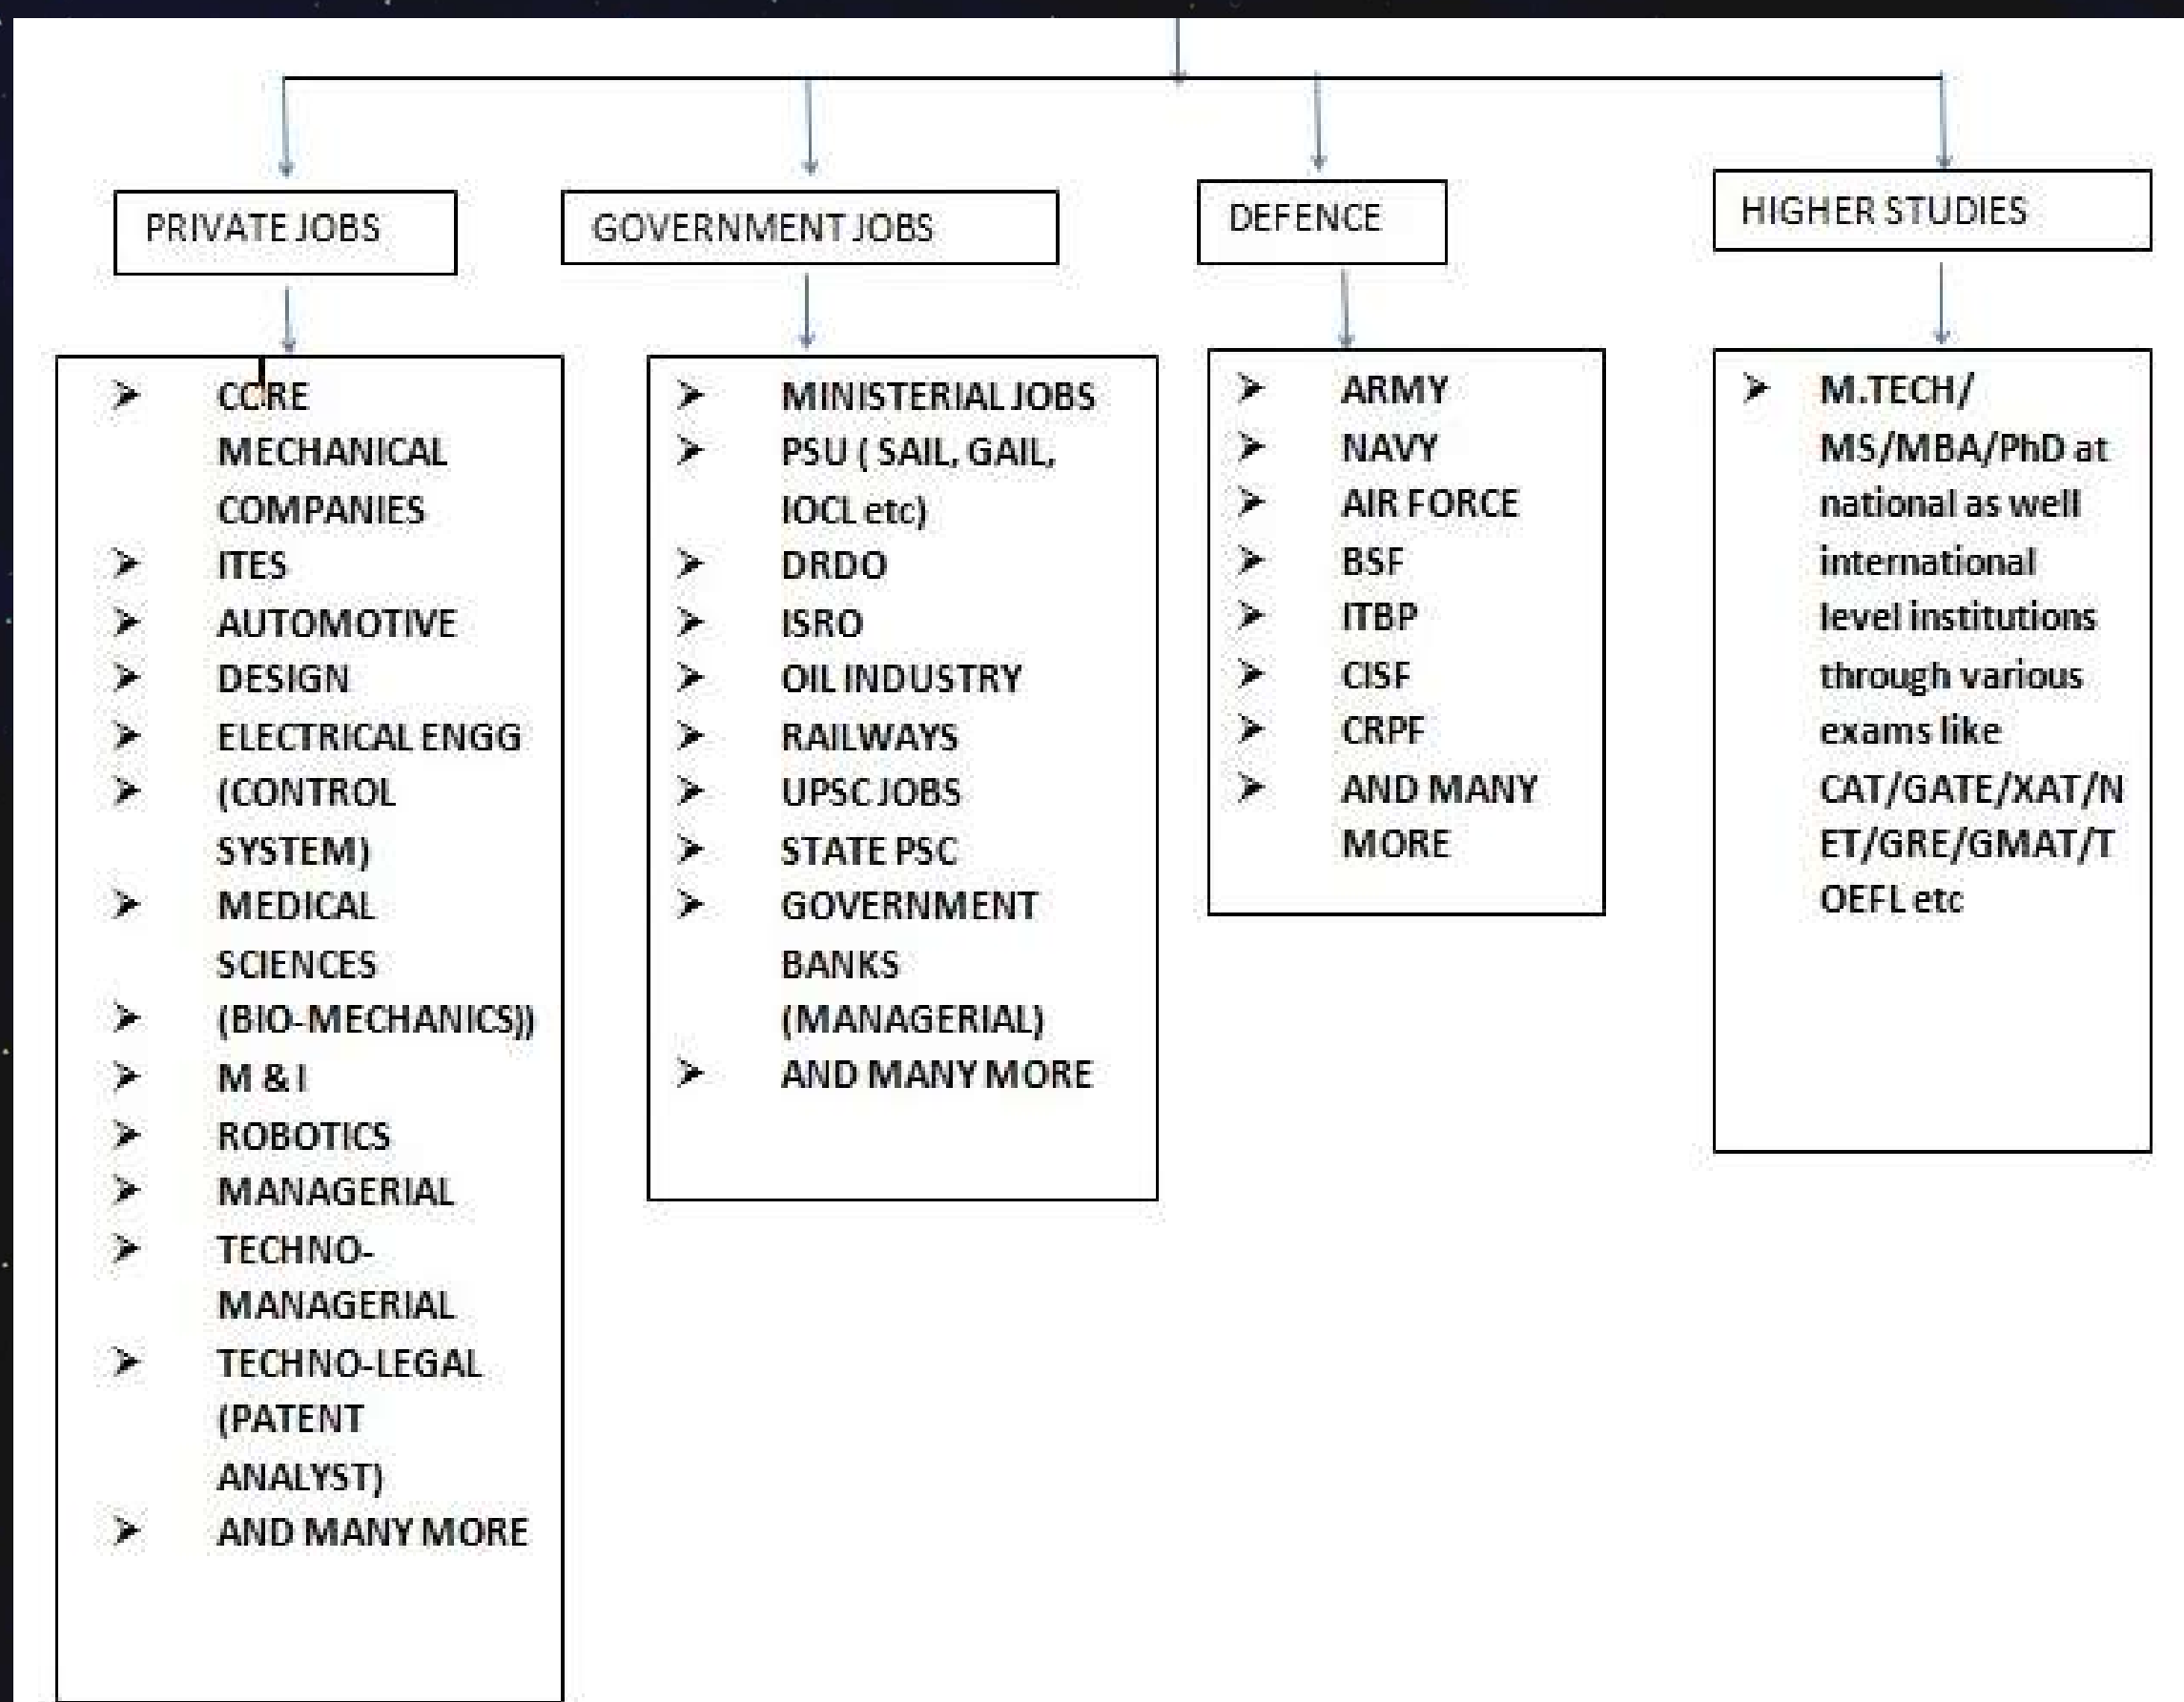 PRIVATE JOBS
GOVERNMENT JOBS
DEFENCE
HIGHER STUDIES
CORE
MECHANICAL
COMPANIES
ITES
AUTOMOTIVE
DESIGN
ELECTRICAL ENGG
(CONTROL
SYSTEM)
MEDICAL
SCIENCES
(BIO-MECHANICS))
M & I
ROBOTICS
MANAGERIAL
TECHNO-
MANAGERIAL
TECHNO-LEGAL
(PATENT
ANALYST)
AND MANY MORE
MINISTERIAL JOBS
PSU ( SAIL, GAIL,
IOCL etc)
DRDO
ISRO
OIL INDUSTRY
RAILWAYS
UPSC JOBS
STATE PSC
GOVERNMENT
BANKS
(MANAGERIAL)
AND MANY MORE
ARMY
NAVY
AIR FORCE
BSF
ITBP
CISF
CRPF
AND MANY
MORE
M.TECH/
MS/MBA/PhD at
national as well
international
level institutions
through various
exams like
CAT/GATE/XAT/N
ET/GRE/GMAT/T
OEFL etc